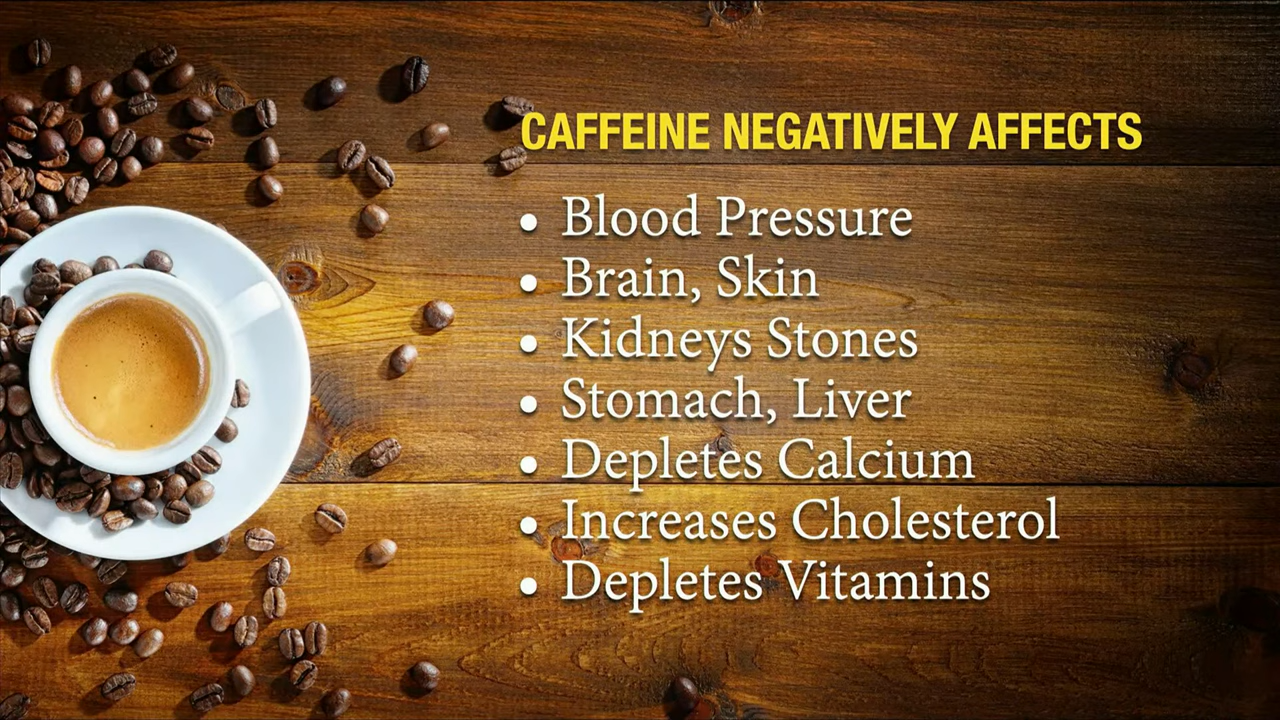 CAFFEINE NEGATIVELY AFFECTS
• Blood Pressure
• Brain, Skin
• Kidneys Stones
• Stomach, Liver
• Depletes Calcium
• Increases Cholesterol
• Depletes Vitamins